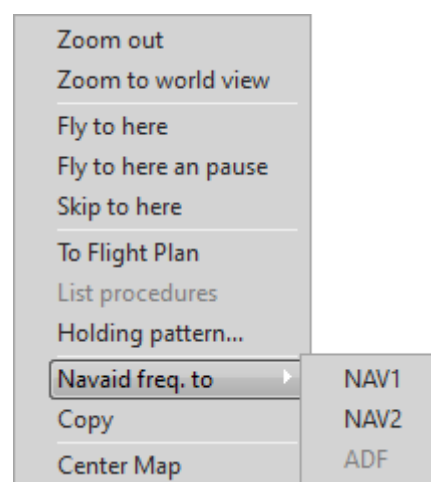 Zoom out
Zoom to world view
Fly to here
Fly to here an pause
Skip to here
To Flight Plan
List procedures
Holding pattern...
Navaid freq. to
NAV1
Copy
NAV2
Center Map
ADF